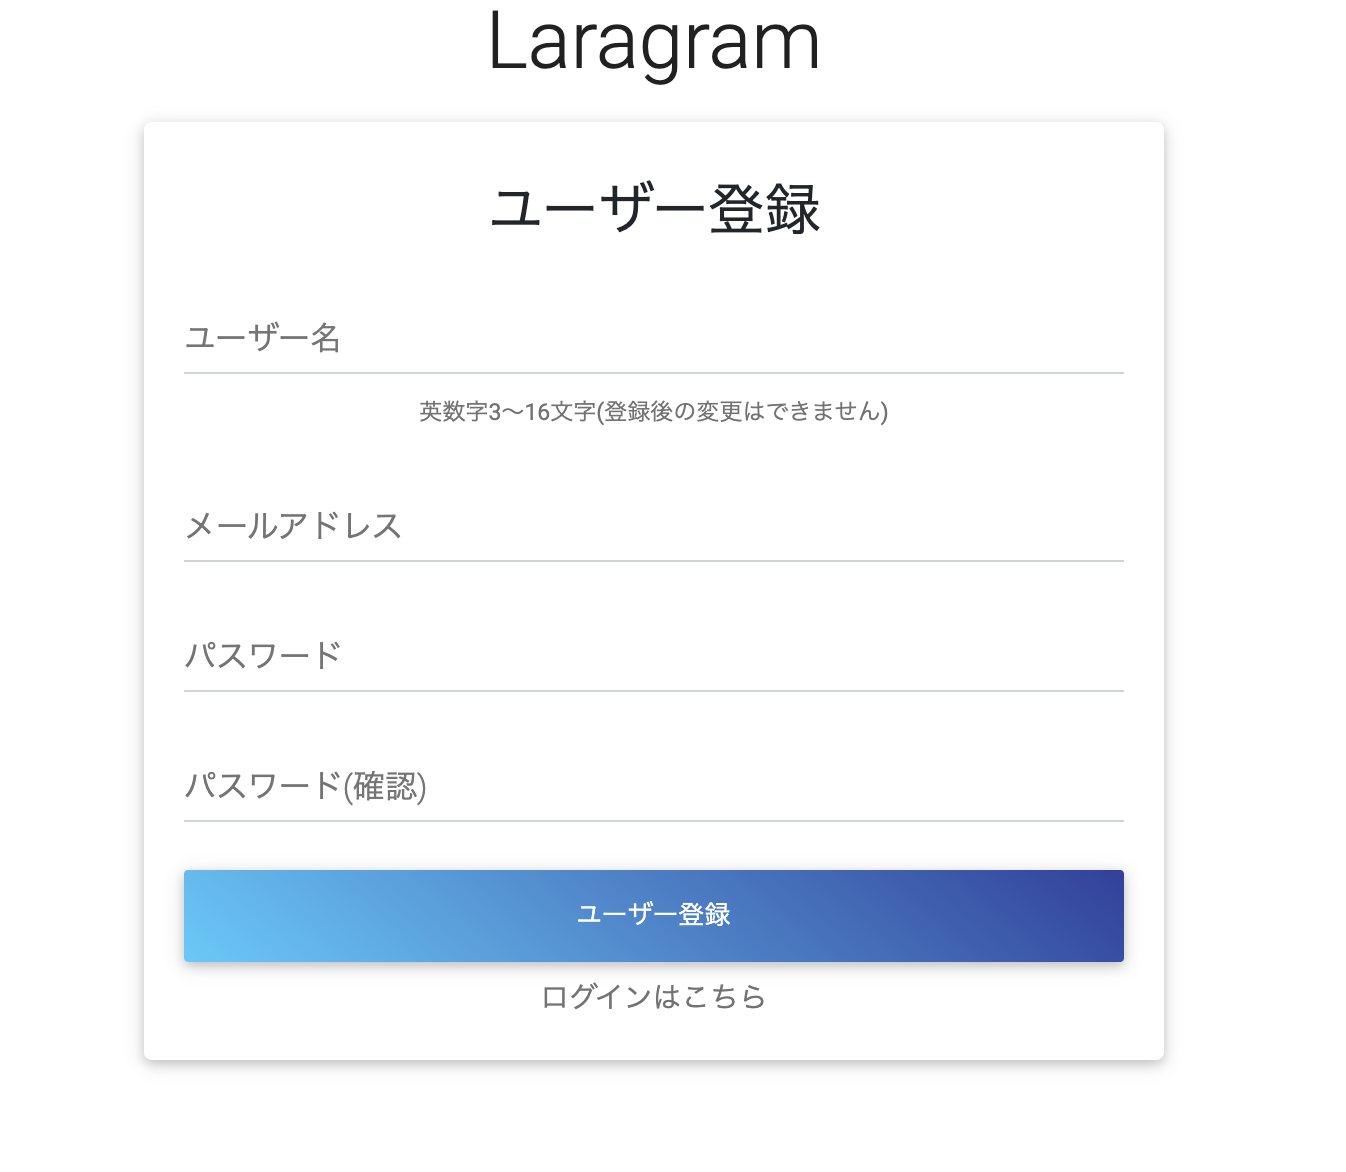 Laragram
ユーザー登録
ユーザー名
英数字3〜16文字(登録後の変更はできません)
メールアドレス
パスワード
パスワード(確認)
ユーザー登録
ログインはこちら